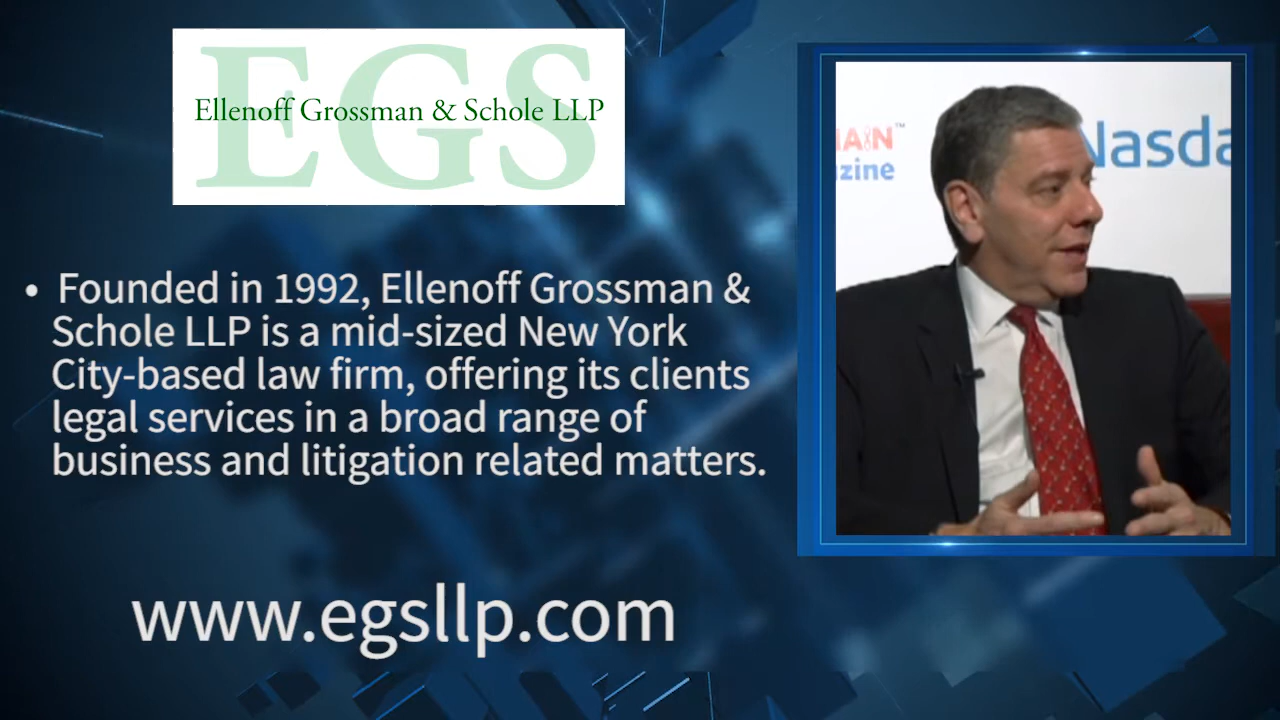 EGS
Ellenoff Grossman & Schole LLP
• Founded in 1992, Ellenoff Grossman &
Schole LLP is a mid-sized New York
City-based law firm, offering its clients
legal services in a broad range of
business and litigation related matters.
www.egsllp.com
Nasda